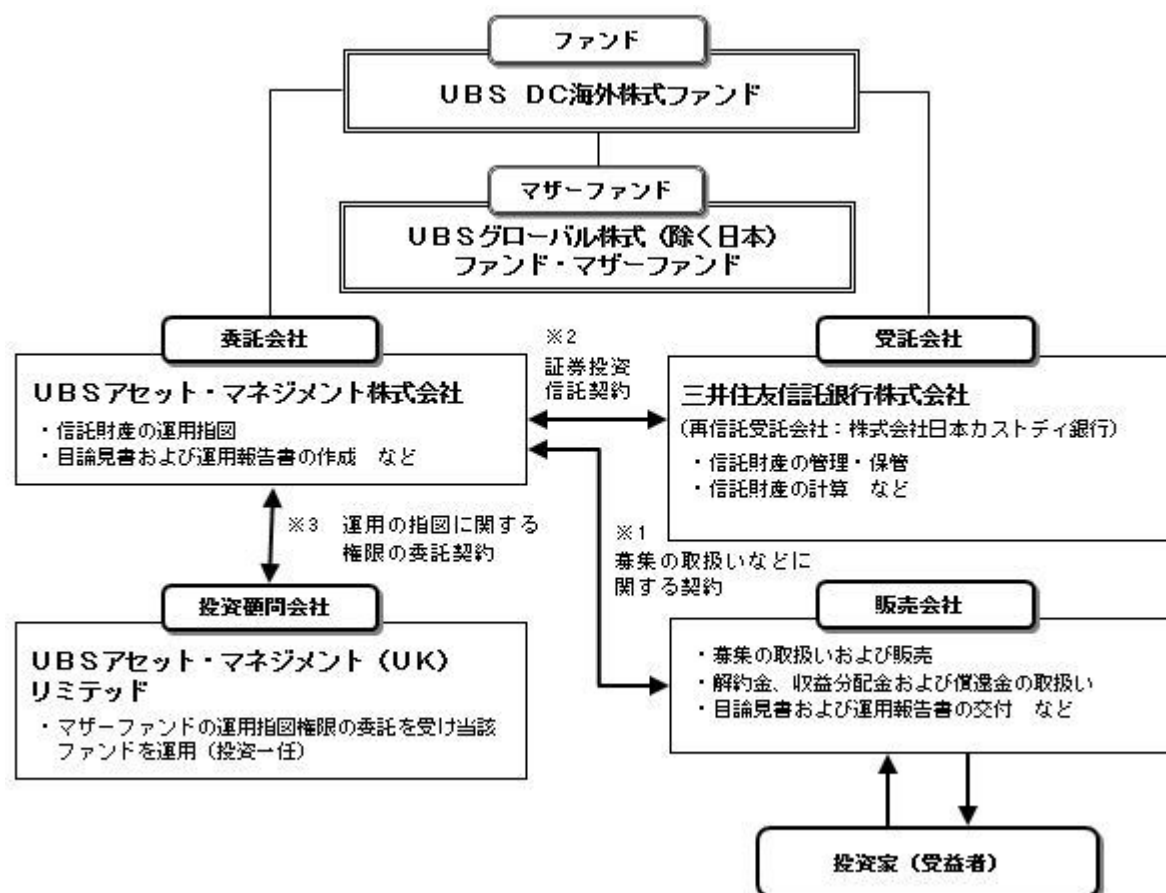 ファンド
UBS DC海外株式ファンド
マザーファンド
UBSグローバル株式（除く日本）
ファンド・マザーファンド
委託会社
UBSアセット・マネジメント株式会社
・信託財産の運用指図
・目論見書および運用報告書の作成 など
※2
証券投資
信託契約
受託会社
三井住友信託銀行株式会社
（再信託受託会社：株式会社日本カストディ銀行）
・信託財産の管理・保管
・信託財産の計算 など
※3 運用の指図に関する
権限の委託契約
※1
募集の取扱いなどに
関する契約
投資顧問会社
UBSアセット・マネジメント（UK）
リミテッド
・マザーファンドの運用指図権限の委託を受け当該
ファンドを運用（投資一任）
販売会社
・募集の取扱いおよび販売
・解約金、収益分配金および償還金の取扱い
・目論見書および運用報告書の交付 など
投資家（受益者）